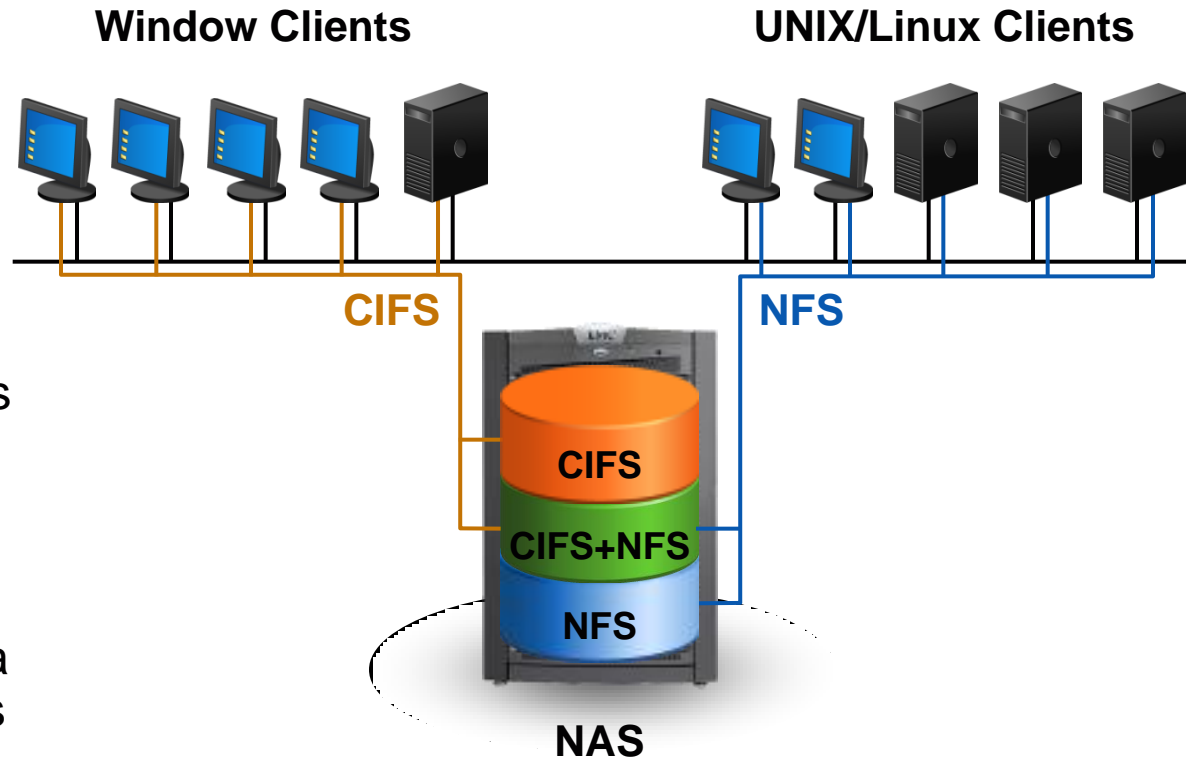 Window Clients
UNIX/Linux Clients
CIFS
NFS
s
CIFS
CIFS+NFS
NFS
a
s
NAS